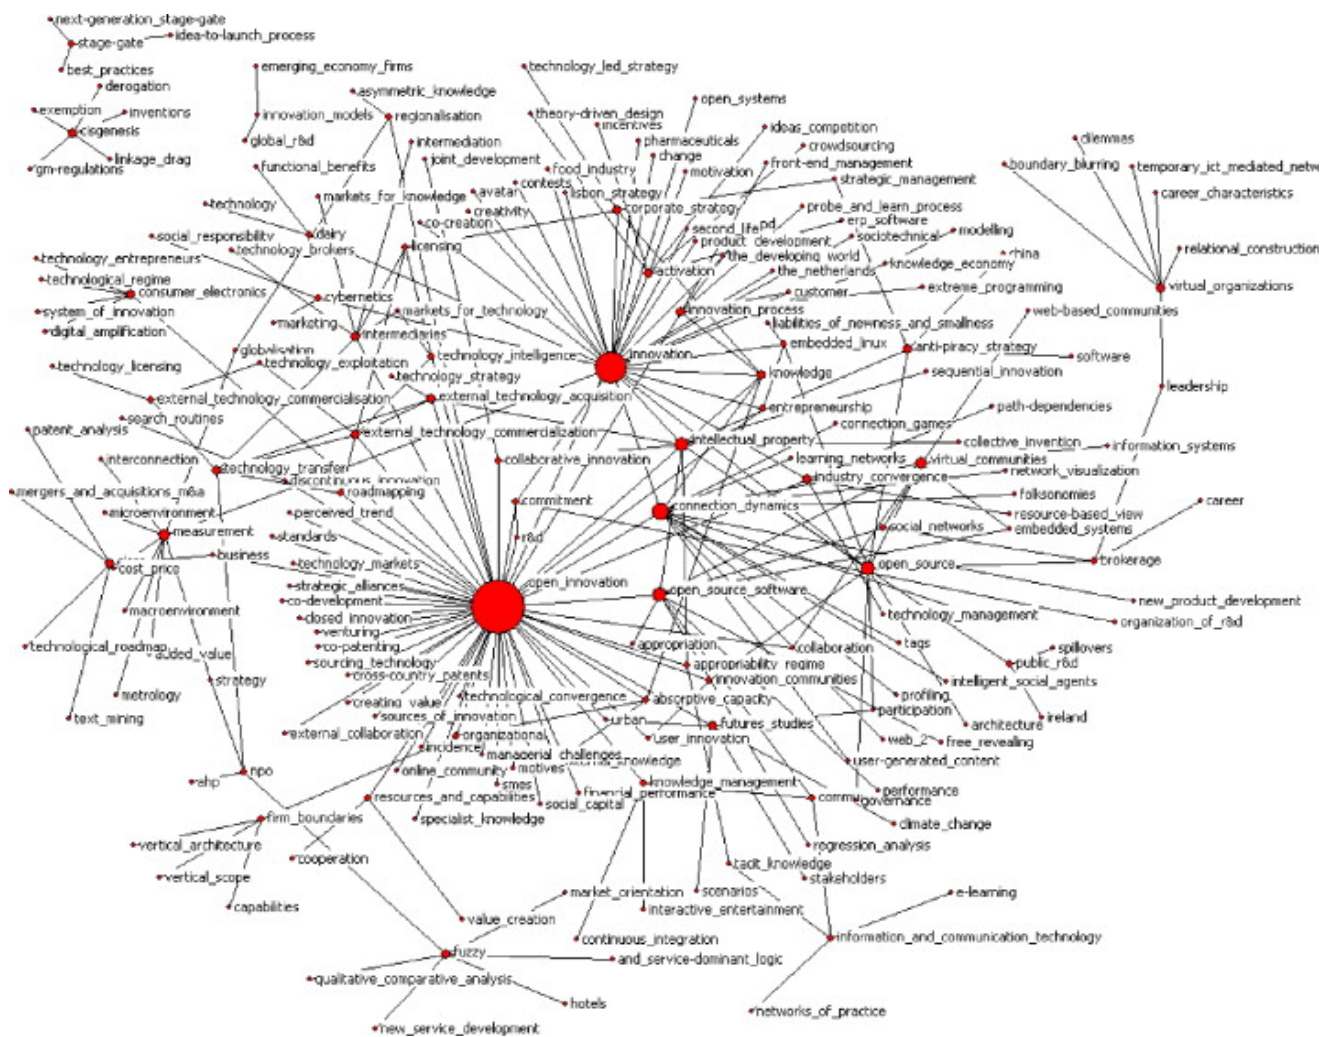 next-generation_stage-gate
idea-to-launch_process
stage-gate
best_practices
derogation
exemption
inventions
cisgenesis
linkage_drag
gm-regulations
emerging_economy_firms
asymmetric_knowledge
innovation_models
regionalisation
global_r&d
intermediation
functional_benefits
joint_development
technology_led_strategy
open_systems
theory-driven_design
incentives
pharmaceuticals
ideas_competition
change
crowdsourcing
food_industry
motivation
front-end_management
contests
strategic_management
dilemmas
boundary_blurring
temporary_ict_mediated_netw
career_characteristics
relational_construction
virtual_organizations
technology
markets_for_knowledge
avatar
lisbon_strategy
creativity
corporate_strategy
probe_and_learn_process
co-creation
second_life
pd
erp_software
modelling
social_responsibility
dairy
licensing
product_development
sociotechnical
technology_brokers
the_developing_world
china
technology_entrepreneurs
activation
the_netherlands
knowledge_economy
technological_regime
consumer_electronics
cybernetics
customer
extreme_programming
system_of_innovation
markets_for_technology
innovation_process
web-based_communities
digital_amplification
marketing
liabilities_of_newness_and_smallness
intermediaries
embedded_linux
anti-piracy_strategy
globalisation
technology_intelligence
innovation
software
technology_licensing
technology_exploitation
technology_strategy
knowledge
sequential_innovation
leadership
external_technology_commercialisation
external_technology_acquisition
entrepreneurship
path-dependencies
search_routines
connection_games
patent_analysis
external_technology_commercialization
intellectual_property
collective_invention
information_systems
interconnection
technology_transfer
collaborative_innovation
learning_networks
virtual_communities
discontinuous_innovation
industry_convergence
network_visualization
mergers_and_acquisitions_m&a
roadmapping
commitment
folksonomies
career
microenvironment
perceived_trend
connection_dynamics
resource-based_view
measurement
standards
r&d
social_networks
embedded_systems
business
cost_price
technology_markets
open_innovation
open_source
brokerage
strategic_alliances
open_source_software
macroenvironment
co-development
new_product_development
closed_innovation
technology_management
organization_of_r&d
venturing
technological_roadmap
added_value
co-patenting
appropriation
collaboration
tags
spillovers
sourcing_technology
appropriability_regime
public_r&d
strategy
cross-country_patents
innovation_communities
intelligent_social_agents
metrology
technological_convergence
absorptive_capacity
profiling
creating_value
text_mining
sources_of_innovation
urban
futures_studies
participation
architecture
ireland
external_collaboration
organizational
user_innovation
web_2
free_revealing
incidence
managerial_challenges
knowledge
user-generated_content
npo
online_community
motives
ahp
smes
knowledge_management
resources_and_capabilities
financial_performance
performance
social_capital
governance
firm_boundaries
specialist_knowledge
climate_change
vertical_architecture
regression_analysis
cooperation
tacit_knowledge
vertical_scope
stakeholders
market_orientation
scenarios
e-learning
capabilities
value_creation
interactive_entertainment
continuous_integration
information_and_communication_technology
fuzzy
and_service-dominant_logic
qualitative_comparative_analysis
hotels
networks_of_practice
new_service_development